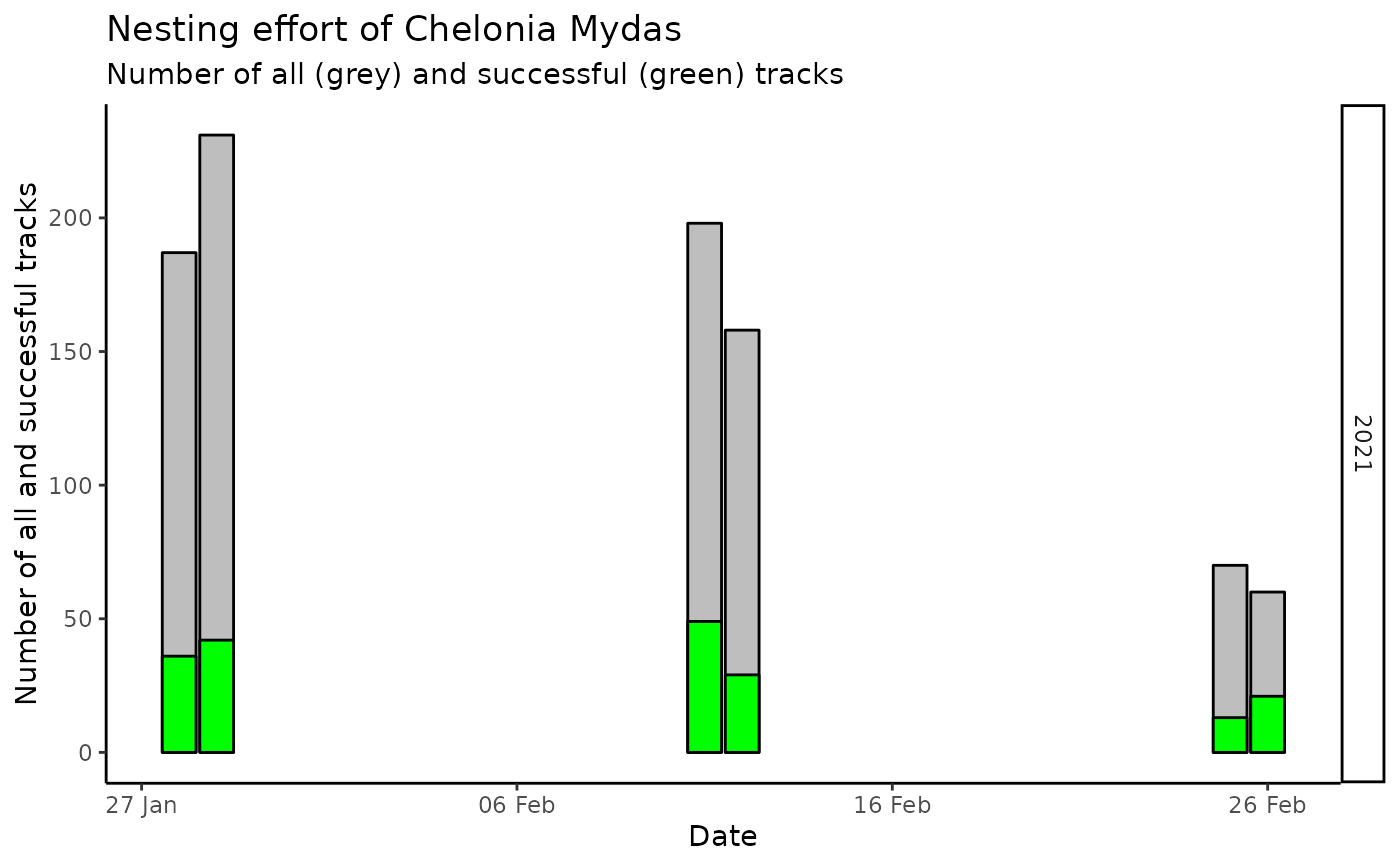 Nesting effort of Chelonia Mydas
Number of all (grey) and successful (green) tracks
Number of all and successful tracks
200
150
100
50
0
27 Jan
06 Feb
16 Feb
26 Feb
Date
2021